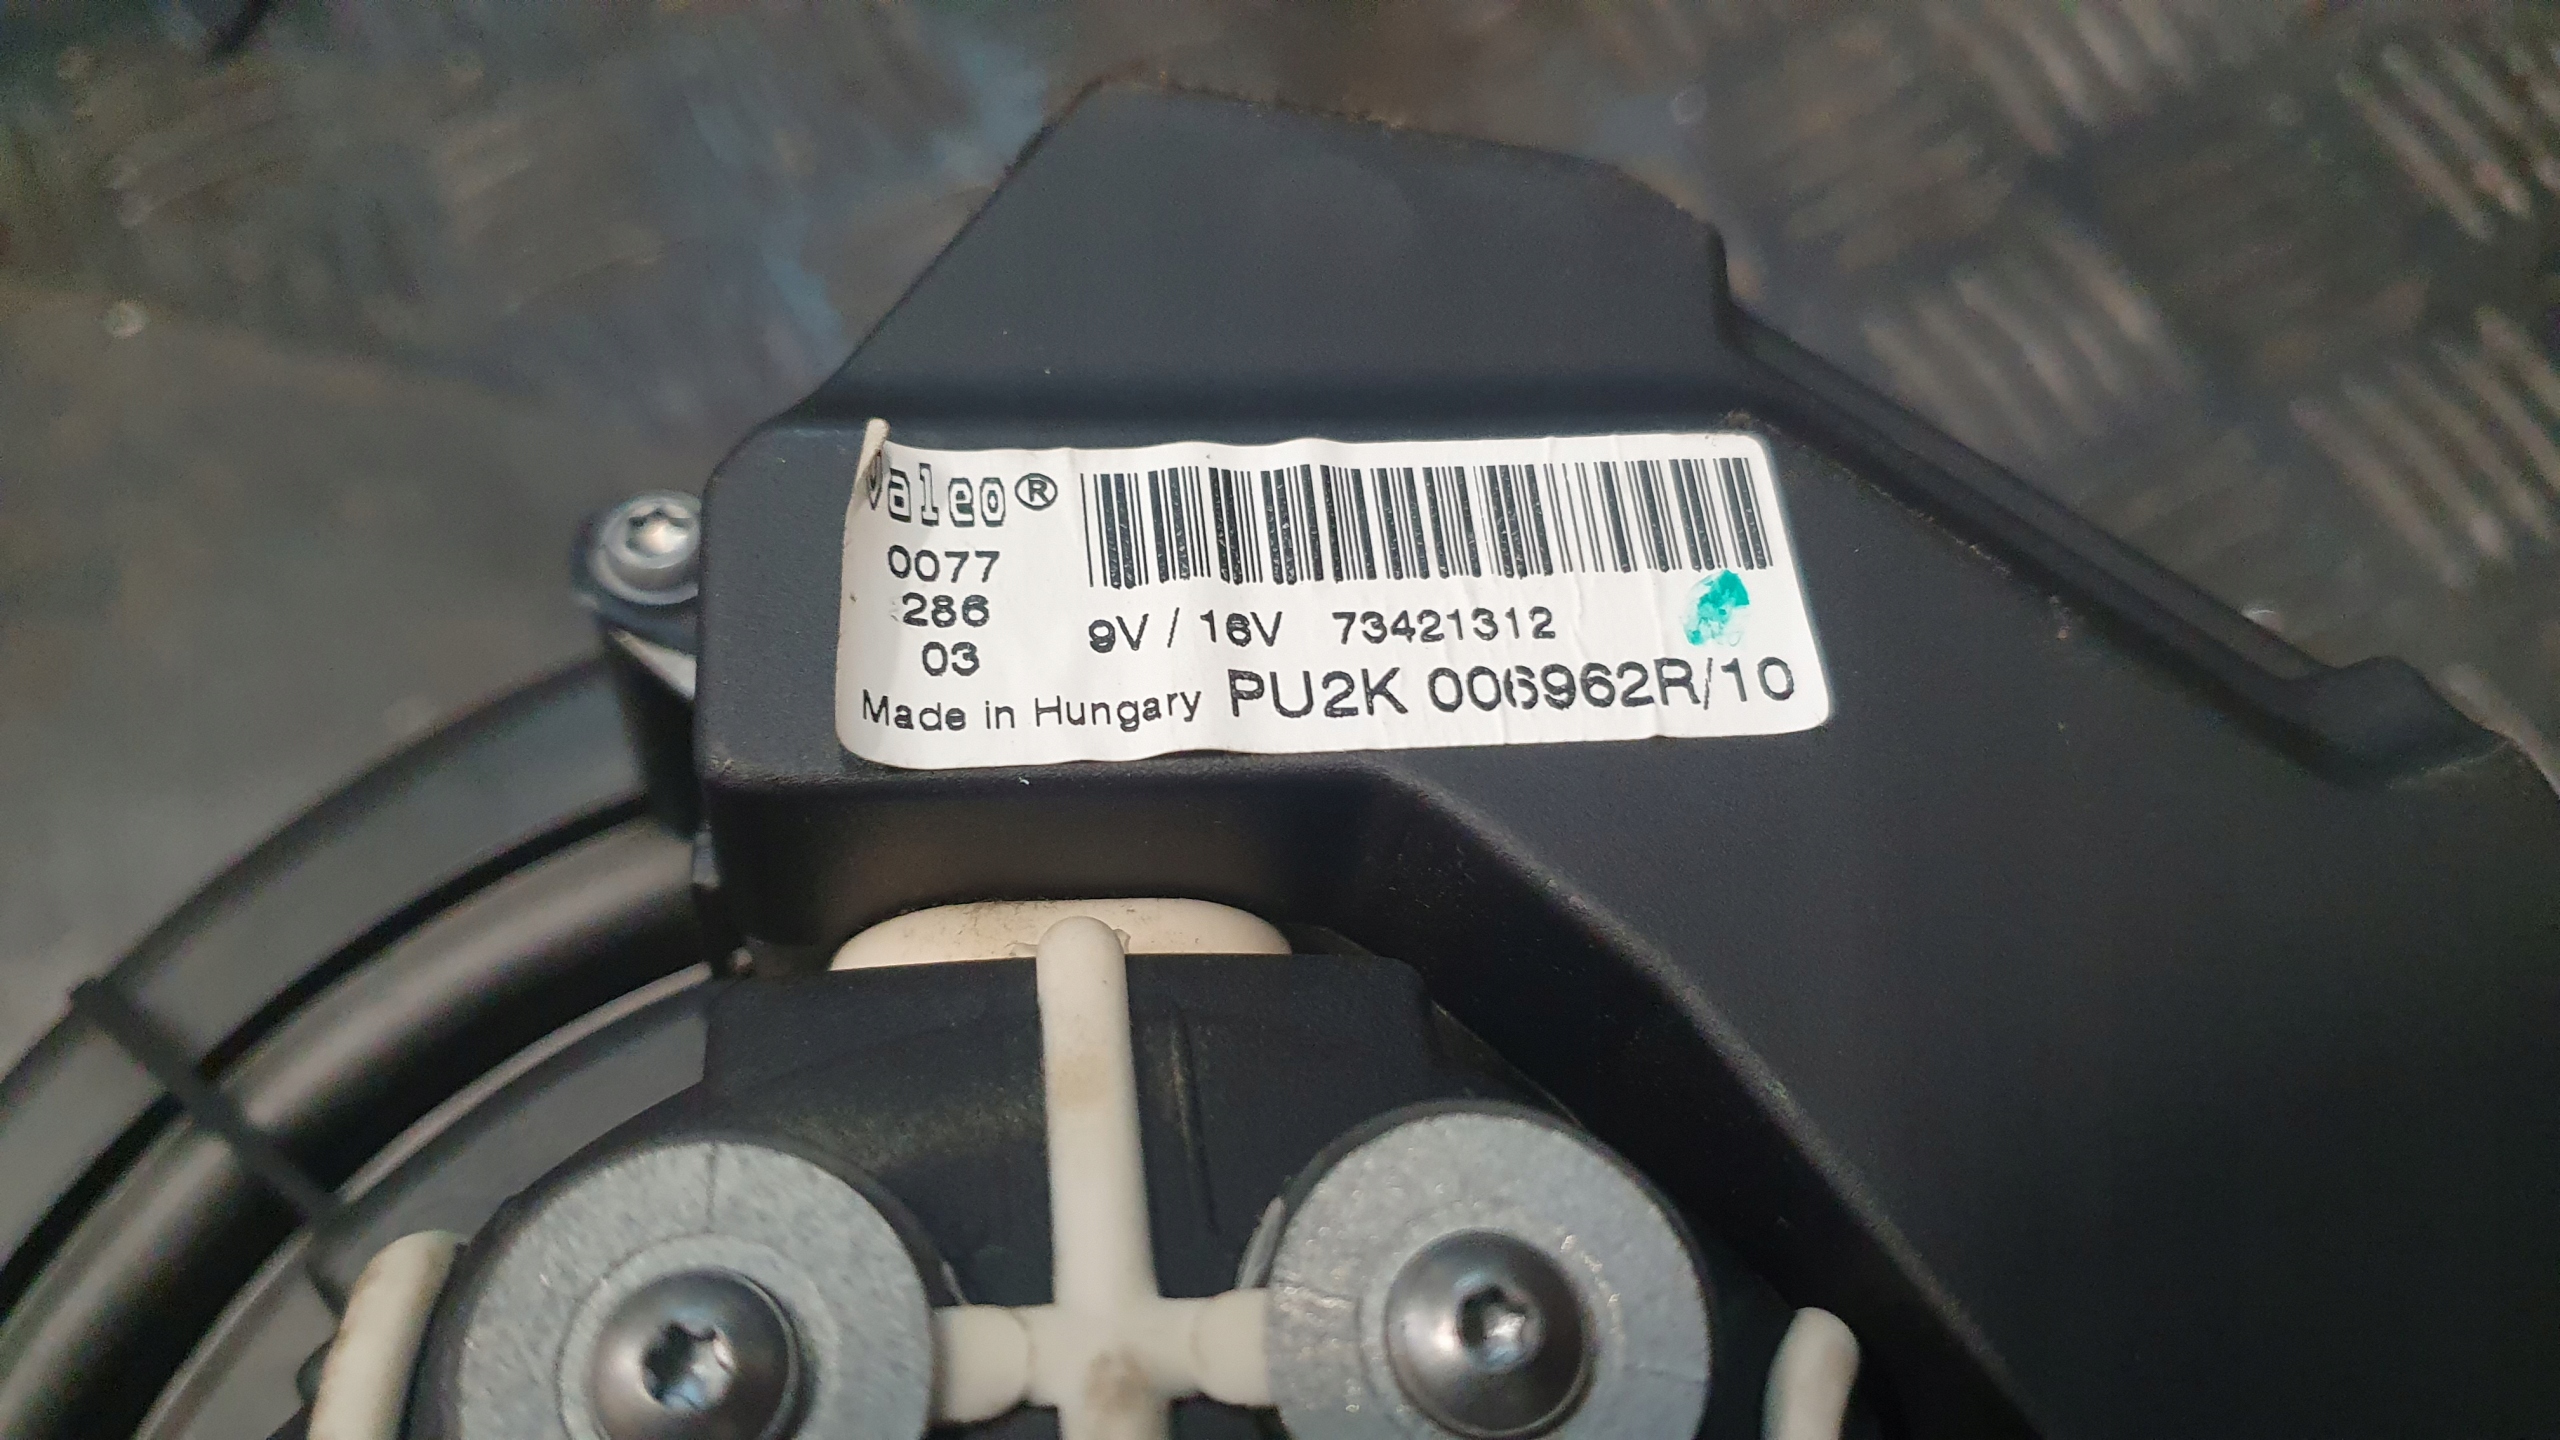 Valeo®
0077
286
03
9V / 16V 73421312
Made in Hungary PU2K 006962R/10